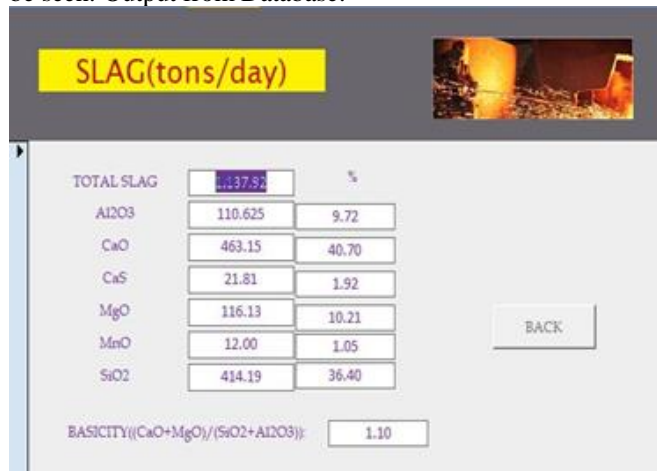 SLAG(tons/day)
TOTAL SLAG 1.137.92 %
Al2O3 110.625 9.72
CaO 463.15 40.70
CaS 21.81 1.92
MgO 116.13 10.21
MnO 12.00 1.05
SiO2 414.19 36.40
BACK
BASICITY((CaO+MgO)/(SiO2+Al2O3)): 1.10